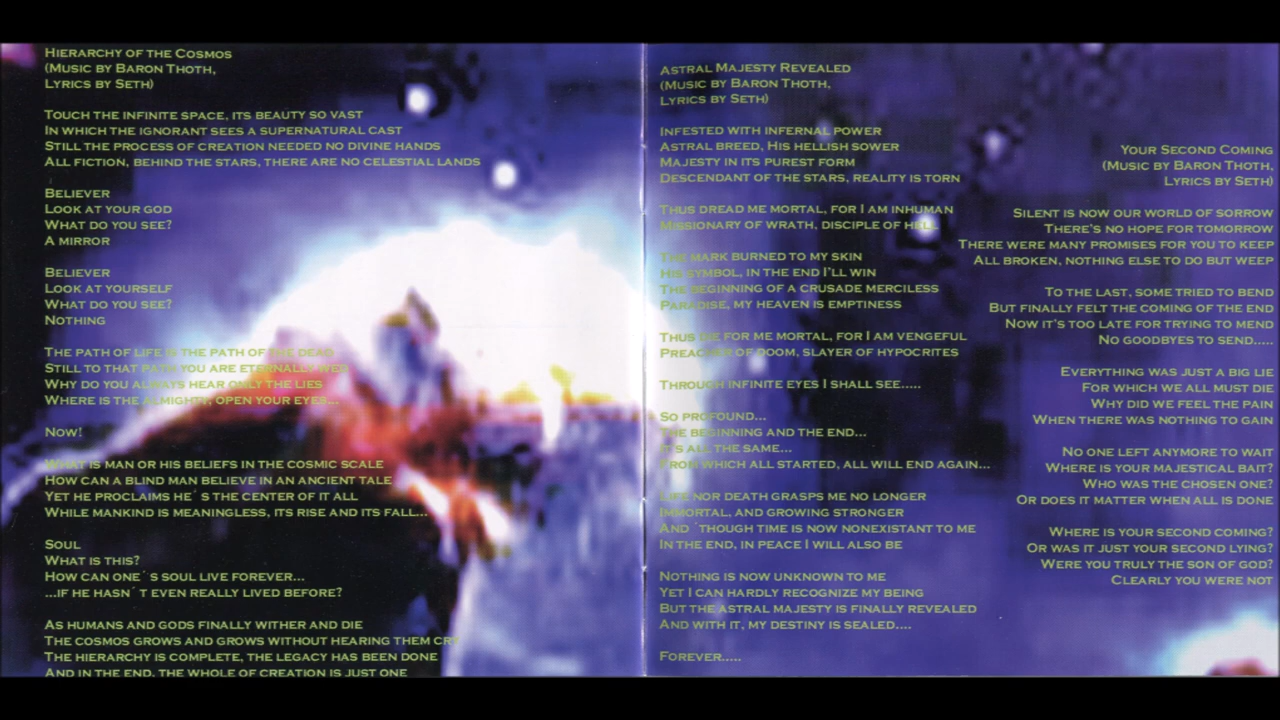 Hierarchy of the Cosmos
(Music by Baron Thoth,
Lyrics by Seth)
Touch the infinite space, its beauty so vast
In which the ignorant sees a supernatural cast
Still the process of creation needed no divine hands
All fiction, behind the stars, there are no celestial lands
Believer
Look at your god
What do you see?
A mirror
Believer
Look at yourself
What do you see?
Nothing
The path of life is the path of the dead
Still to that path you are eternally wed
Why do you always hear only the lies
Where is the almighty, open your eyes...
Now!
What is man or his beliefs in the cosmic scale
How can a blind man believe in an ancient tale
Yet he proclaims he´s the center of it all
While mankind is meaningless, its rise and its fall...
Soul
What is this?
How can one´s soul live forever...
...if he hasn´t even really lived before?
As humans and gods finally wither and die
The cosmos grows and grows without hearing them cry
The hierarchy is complete, the legacy has been done
And in the end, the whole of creation is just one
Astral Majesty Revealed
(Music by Baron Thoth,
Lyrics by Seth)
Infested with infernal power
Astral breed, His hellish sower
Majesty in its purest form
Descendant of the stars, reality is torn
Thus dread me mortal, for I am inhuman
Missionary of wrath, disciple of hell
The mark burned to my skin
His symbol, in the end I'll win
The beginning of a crusade merciless
Paradise, my heaven is emptiness
Thus die for me mortal, for I am vengeful
Preacher of doom, slayer of hypocrites
Through infinite eyes I shall see.....
So profound...
The beginning and the end...
It's all the same...
From which all started, all will end again...
Life nor death grasps me no longer
Immortal, and growing stronger
And ´though time is now nonexistant to me
In the end, in peace I will also be
Nothing is now unknown to me
Yet I can hardly recognize my being
But the astral majesty is finally revealed
And with it, my destiny is sealed....
Forever.....
Your Second Coming
(Music by Baron Thoth,
Lyrics by Seth)
Silent is now our world of sorrow
There's no hope for tomorrow
There were many promises for you to keep
All broken, nothing else to do but weep
To the last, some tried to bend
But finally felt the coming of the end
Now it's too late for trying to mend
No goodbyes to send.....
Everything was just a big lie
For which we all must die
Why did we feel the pain
When there was nothing to gain
No one left anymore to wait
Where is your majestical bait?
Who was the chosen one?
Or does it matter when all is done
Where is your second coming?
Or was it just your second lying?
Were you truly the son of god?
Clearly you were not